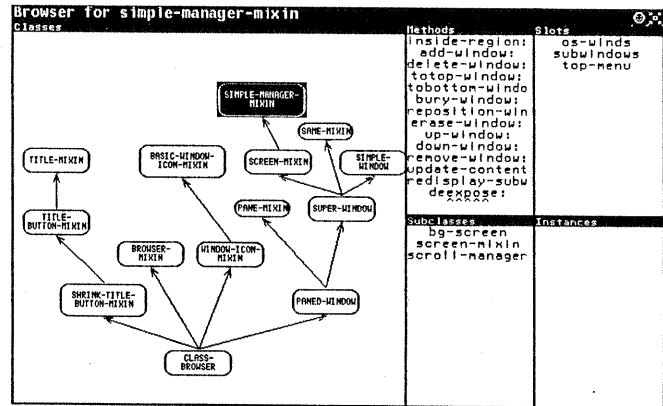 Browser for simple-manager-mixin
Classes
SIMPLE-MANAGER-
MIXIN
SAME-MIXIN
TITLE-MIXIN
BASIC-WINDOW-
ICON-MIXIN
SCREEN-MIXIN
SIMPLE-
WINDOW
TITLE-
BUTTON-MIXIN
PANE-MIXIN
SUPER-WINDOW
BROWSER-
MIXIN
WINDOW-ICON-
MIXIN
SHRINK-TITLE-
BUTTON-MIXIN
PANED-WINDOW
CLASS-
BROWSER
Methods
inside-region:
add-window:
delete-window:
totop-window:
tobottom-windo
bury-window:
reposition-win
erase-window:
up-window:
down-window:
remove-window:
update-content
redisplay-subw
deexpose:
^^^^^
Slots
os-winds
subwindows
top-menu
Subclasses
bg-screen
screen-mixin
scroll-manager
Instances